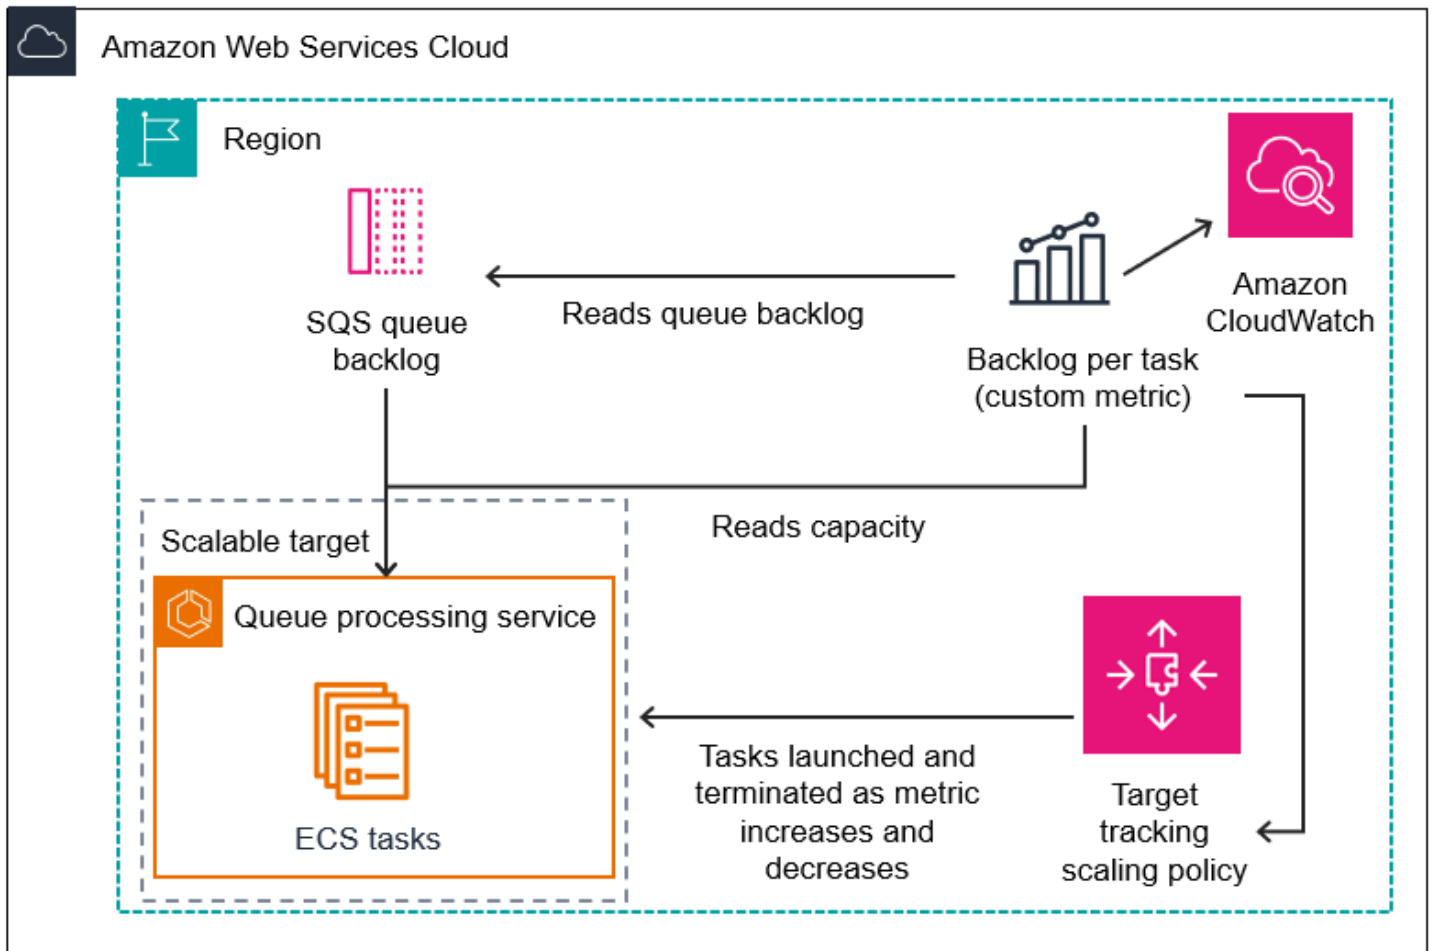 Amazon Web Services Cloud
Region
SQS queue
backlog
Reads queue backlog
Backlog per task
(custom metric)
Amazon
CloudWatch
Reads capacity
Scalable target
Queue processing service
ECS tasks
Tasks launched and
terminated as metric
increases and
decreases
Target
tracking
scaling policy